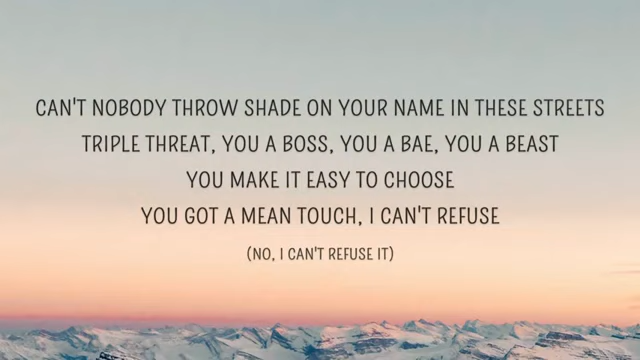 CAN'T NOBODY THROW SHADE ON YOUR NAME IN THESE STREETS
TRIPLE THREAT, YOU A BOSS, YOU A BAE, YOU A BEAST
YOU MAKE IT EASY TO CHOOSE
YOU GOT A MEAN TOUCH, I CAN'T REFUSE
(NO, I CAN'T REFUSE IT)